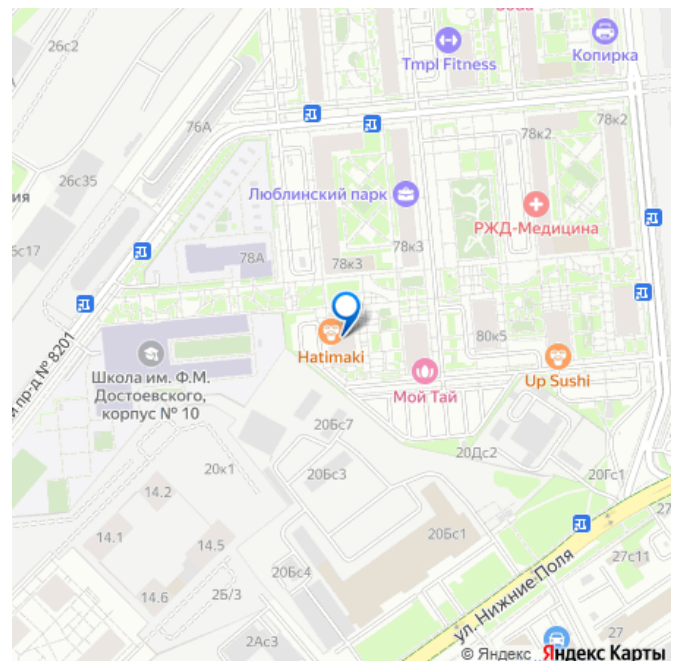 26с2
Tmpl Fitness
Копирка
76А
78к2
78к2
26с35
Люблинский парк
ия
РЖД-Медицина
78к3
78А
78к3
80к5
Hatimaki
Школа им. Ф.М.
Достоевского,
корпус № 10
Мой Тай
Up Sushi
пр-д № 8201
20Бс7
20Дс2
20к1
20Бс3
20Гс1
14.2
14.1
14.5
20Бс1
27с11
20Бс4
ул. Нижние Поля
14.6
2Б/3
2Ас3
27
© Яндекс
Яндекс Карты